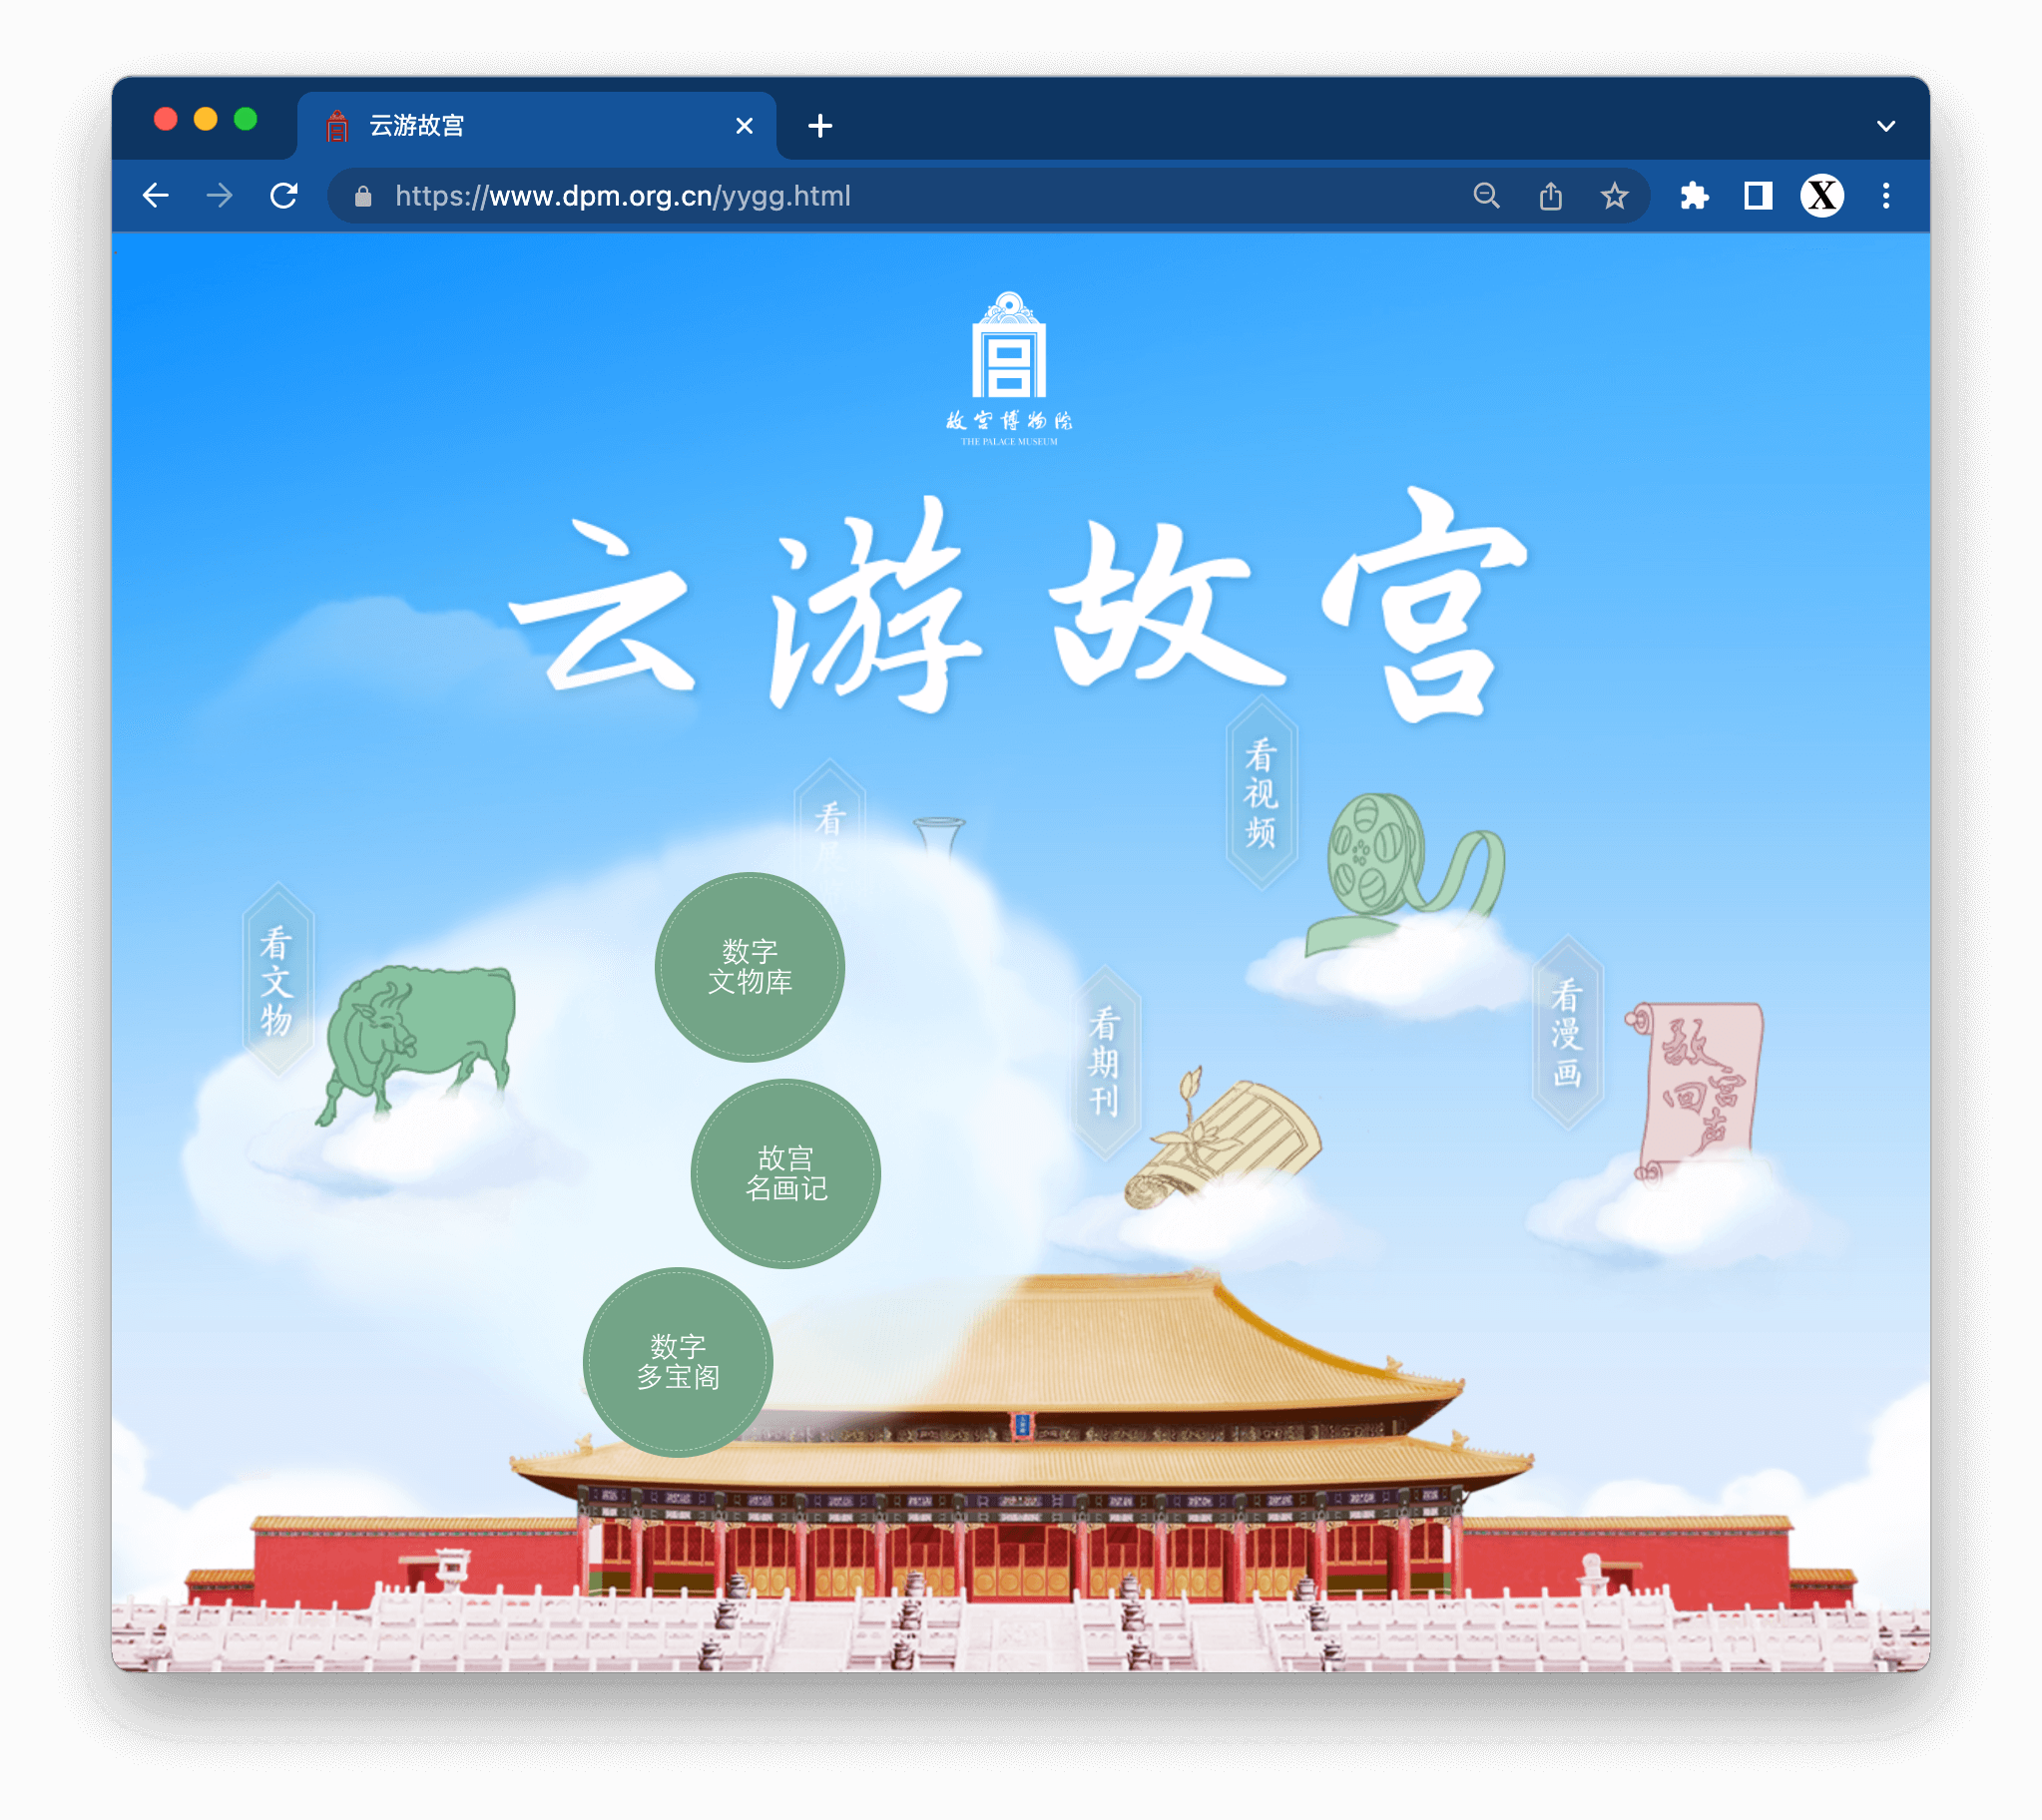 云游故宫
https://www.dpm.org.cn/yygg.html
故宫博物院
THE PALACE MUSEUM
云游故宫
看视频
看展
看文物
数字
文物库
看期刊
看漫画
故宫
回声
故宫
名画记
数字
多宝阁